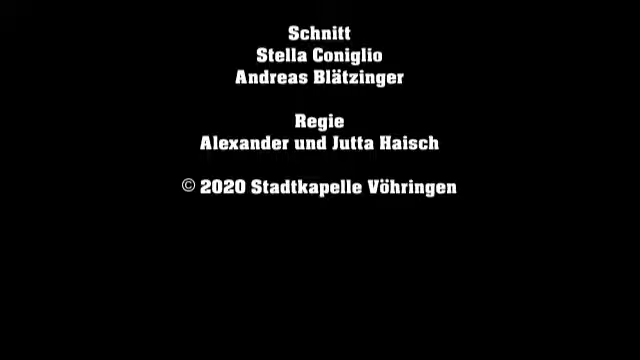 Schnitt
Stella Coniglio
Andreas Blätzinger
Regie
Alexander und Jutta Haisch
© 2020 Stadtkapelle Vöhringen